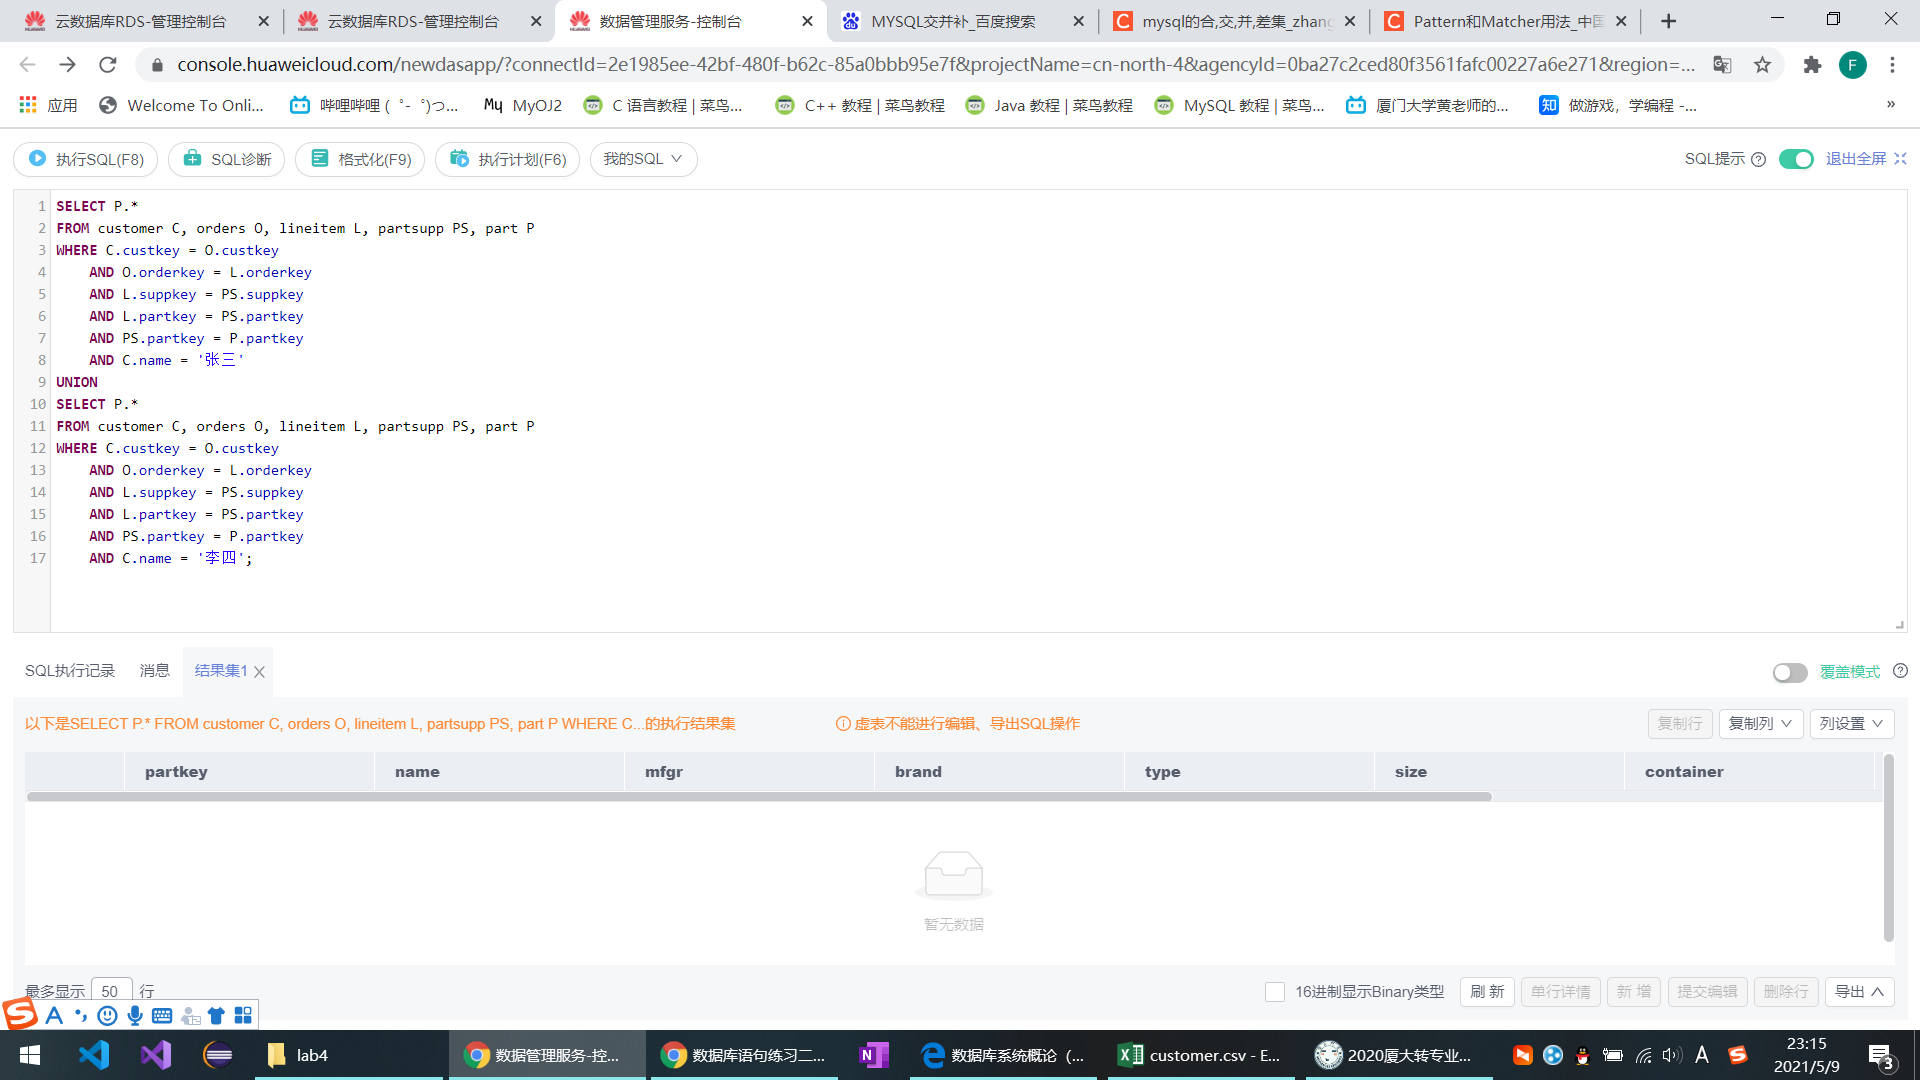 云数据库RDS-管理控制台
云数据库RDS-管理控制台
数据管理服务-控制台
MYSQL交并补_百度搜索
mysql的合,交,并,差集_zhang
Pattern和Matcher用法_中国
console.huaweicloud.com/newdasapp/?connectId=2e1985ee-42bf-480f-b62c-85a0bbb95e7f&projectName=cn-north-4&agencyId=0ba27c2ced80f3561fafc00227a6e271&region=...
F
应用
Welcome To Onli...
哔哩哔哩 ( ゜- ゜)つ...
MyOJ2
C 语言教程 | 菜鸟...
C++ 教程 | 菜鸟教程
Java 教程 | 菜鸟教程
MySQL 教程 | 菜鸟...
厦门大学黄老师的...
知 做游戏，学编程 -...
»
执行SQL(F8)
SQL诊断
格式化(F9)
执行计划(F6)
我的SQL
SQL提示
退出全屏
1 SELECT P.*
2 FROM customer C, orders O, lineitem L, partsupp PS, part P
3 WHERE C.custkey = O.custkey
4 AND O.orderkey = L.orderkey
5 AND L.suppkey = PS.suppkey
6 AND L.partkey = PS.partkey
7 AND PS.partkey = P.partkey
8 AND C.name = '张三'
9 UNION
10 SELECT P.*
11 FROM customer C, orders O, lineitem L, partsupp PS, part P
12 WHERE C.custkey = O.custkey
13 AND O.orderkey = L.orderkey
14 AND L.suppkey = PS.suppkey
15 AND L.partkey = PS.partkey
16 AND PS.partkey = P.partkey
17 AND C.name = '李四';
SQL执行记录
消息
结果集1
覆盖模式
以下是SELECT P.* FROM customer C, orders O, lineitem L, partsupp PS, part P WHERE C...的执行结果集
虚表不能进行编辑、导出SQL操作
复制行
复制列
列设置
partkey name mfgr brand type size container
暂无数据
最多显示 50 行
16进制显示Binary类型
刷 新
单行详情
新 增
提交编辑
删除行
导出
lab4
数据管理服务-控...
数据库语句练习二...
数据库系统概论（...
customer.csv - E...
2020厦大转专业...
A
23:15
2021/5/9
3